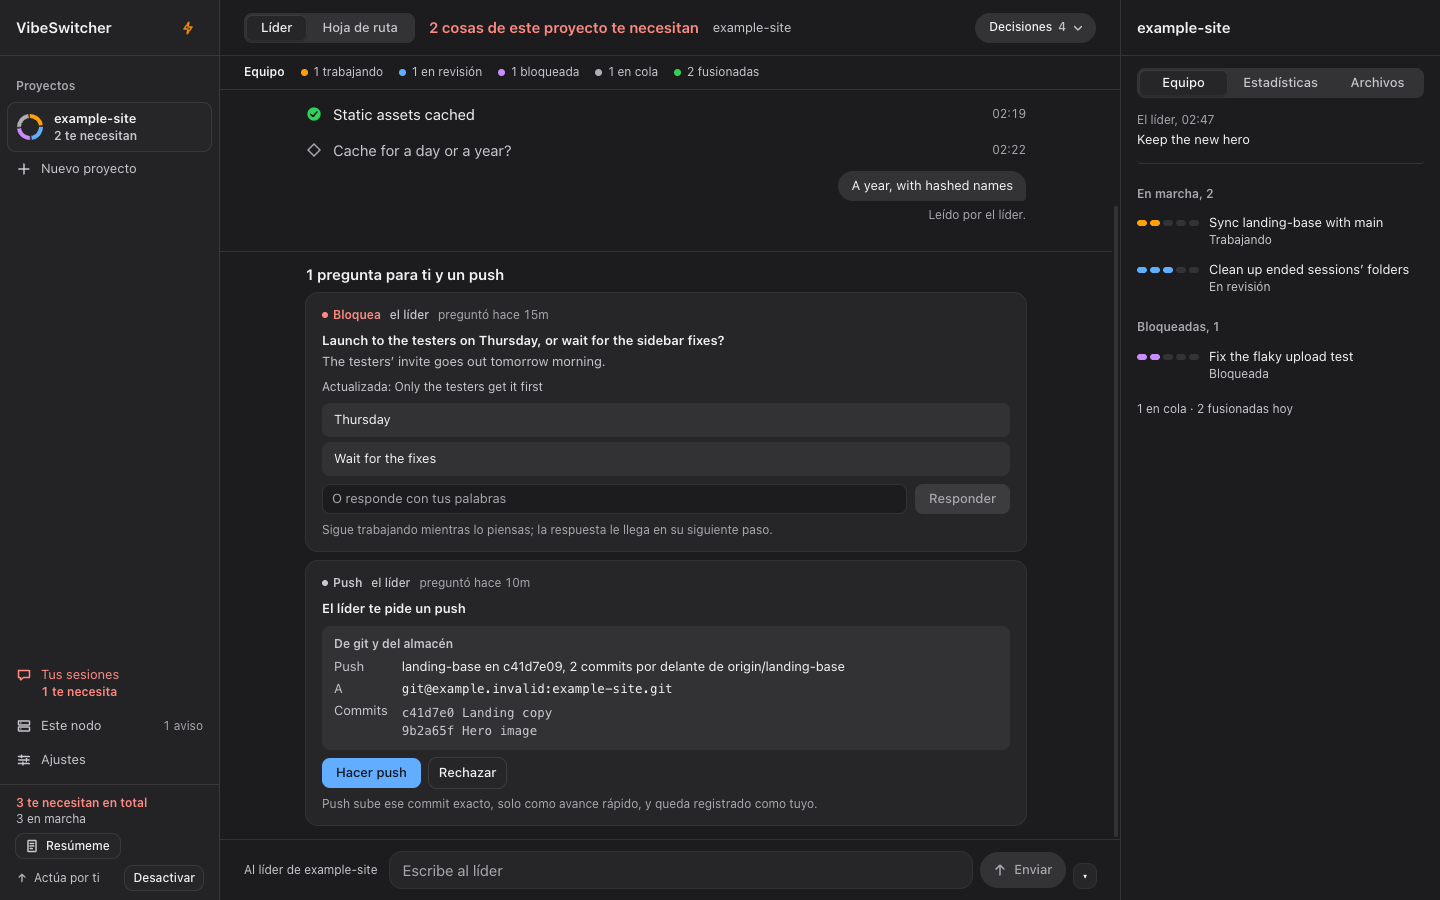 VibeSwitcher
Proyectos
example-site
2 te necesitan
Nuevo proyecto
Tus sesiones
1 te necesita
Este nodo
1 aviso
Ajustes
3 te necesitan en total
3 en marcha
Resúmeme
Actúa por ti
Desactivar
Líder
Hoja de ruta
2 cosas de este proyecto te necesitan
example-site
Decisiones 4
Equipo
1 trabajando
1 en revisión
1 bloqueada
1 en cola
2 fusionadas
Static assets cached
02:19
Cache for a day or a year?
02:22
A year, with hashed names
Leído por el líder.
1 pregunta para ti y un push
Bloquea el líder preguntó hace 15m
Launch to the testers on Thursday, or wait for the sidebar fixes?
The testers’ invite goes out tomorrow morning.
Actualizada: Only the testers get it first
Thursday
Wait for the fixes
O responde con tus palabras
Responder
Sigue trabajando mientras lo piensas; la respuesta le llega en su siguiente paso.
Push el líder preguntó hace 10m
El líder te pide un push
De git y del almacén
Push landing-base en c41d7e09, 2 commits por delante de origin/landing-base
A git@example.invalid:example-site.git
Commits c41d7e0 Landing copy
9b2a65f Hero image
Hacer push
Rechazar
Push sube ese commit exacto, solo como avance rápido, y queda registrado como tuyo.
Al líder de example-site
Escribe al líder
Enviar
example-site
Equipo
Estadísticas
Archivos
El líder, 02:47
Keep the new hero
En marcha, 2
Sync landing-base with main
Trabajando
Clean up ended sessions’ folders
En revisión
Bloqueadas, 1
Fix the flaky upload test
Bloqueada
1 en cola · 2 fusionadas hoy